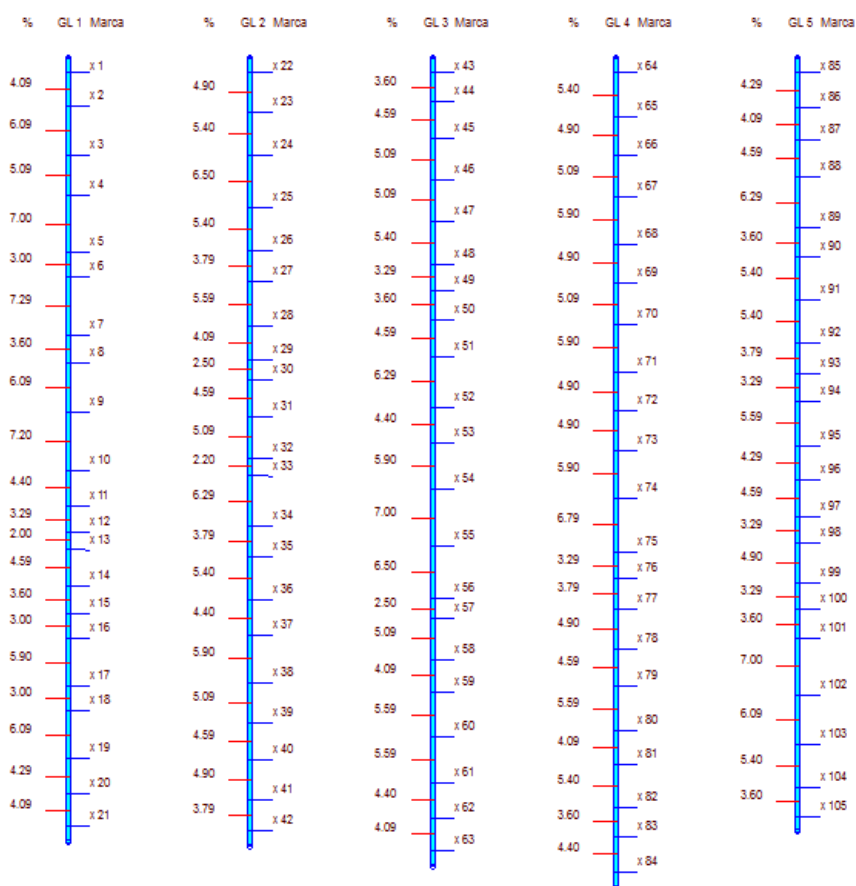 % GL 1 Marca
x 1
4.09
x 2
6.09
x 3
5.09
x 4
7.00
x 5
3.00
x 6
7.29
x 7
3.60
x 8
6.09
x 9
7.20
x 10
4.40
x 11
3.29
x 12
2.00
x 13
4.59
x 14
3.60
x 15
3.00
x 16
5.90
x 17
3.00
x 18
6.09
x 19
4.29
x 20
4.09
x 21
% GL 2 Marca
x 22
4.90
x 23
5.40
x 24
6.50
x 25
5.40
x 26
3.79
x 27
5.59
x 28
4.09
x 29
2.50
x 30
4.59
x 31
5.09
x 32
2.20
x 33
6.29
x 34
3.79
x 35
5.40
x 36
4.40
x 37
5.90
x 38
5.09
x 39
4.59
x 40
4.90
x 41
3.79
x 42
% GL 3 Marca
x 43
3.60
x 44
4.59
x 45
5.09
x 46
5.09
x 47
5.40
x 48
3.29
x 49
3.60
x 50
4.59
x 51
6.29
x 52
4.40
x 53
5.90
x 54
7.00
x 55
6.50
x 56
2.50
x 57
5.09
x 58
4.09
x 59
5.59
x 60
5.59
x 61
4.40
x 62
4.09
x 63
% GL 4 Marca
x 64
5.40
x 65
4.90
x 66
5.09
x 67
5.90
x 68
4.90
x 69
5.09
x 70
5.90
x 71
4.90
x 72
4.90
x 73
5.90
x 74
6.79
x 75
3.29
x 76
3.79
x 77
4.90
x 78
4.59
x 79
5.59
x 80
4.09
x 81
5.40
x 82
3.60
x 83
4.40
x 84
% GL 5 Marca
x 85
4.29
x 86
4.09
x 87
4.59
x 88
6.29
x 89
3.60
x 90
5.40
x 91
5.40
x 92
3.79
x 93
3.29
x 94
5.59
x 95
4.29
x 96
4.59
x 97
3.29
x 98
4.90
x 99
3.29
x 100
3.60
x 101
7.00
x 102
6.09
x 103
5.40
x 104
3.60
x 105